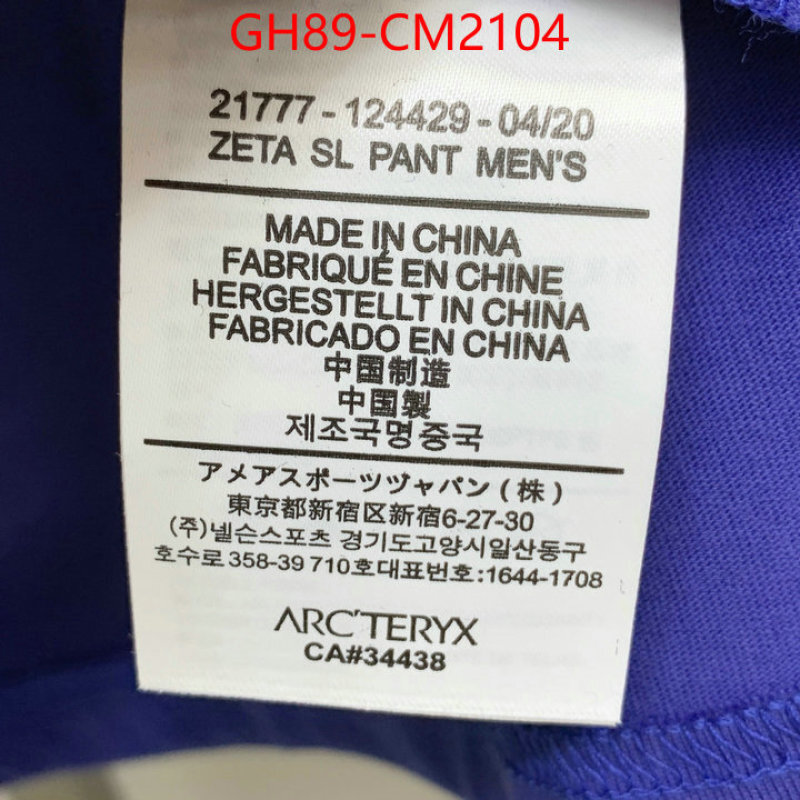 GH89-CM2104
21777-124429-04/20
ZETA SL PANT MEN'S
MADE IN CHINA
FABRIQUÉ EN CHINE
HERGESTELLT IN CHINA
FABRICADO EN CHINA
中国制造
中国製
제조국명중국
アメアスポーツヅャパン(株)
東京都新宿区新宿6-27-30
(주)넬슨스포츠 경기도고양시일산동구
호수로 358-39 710호대표번호:1644-1708
ARC'TERYX
CA#34438